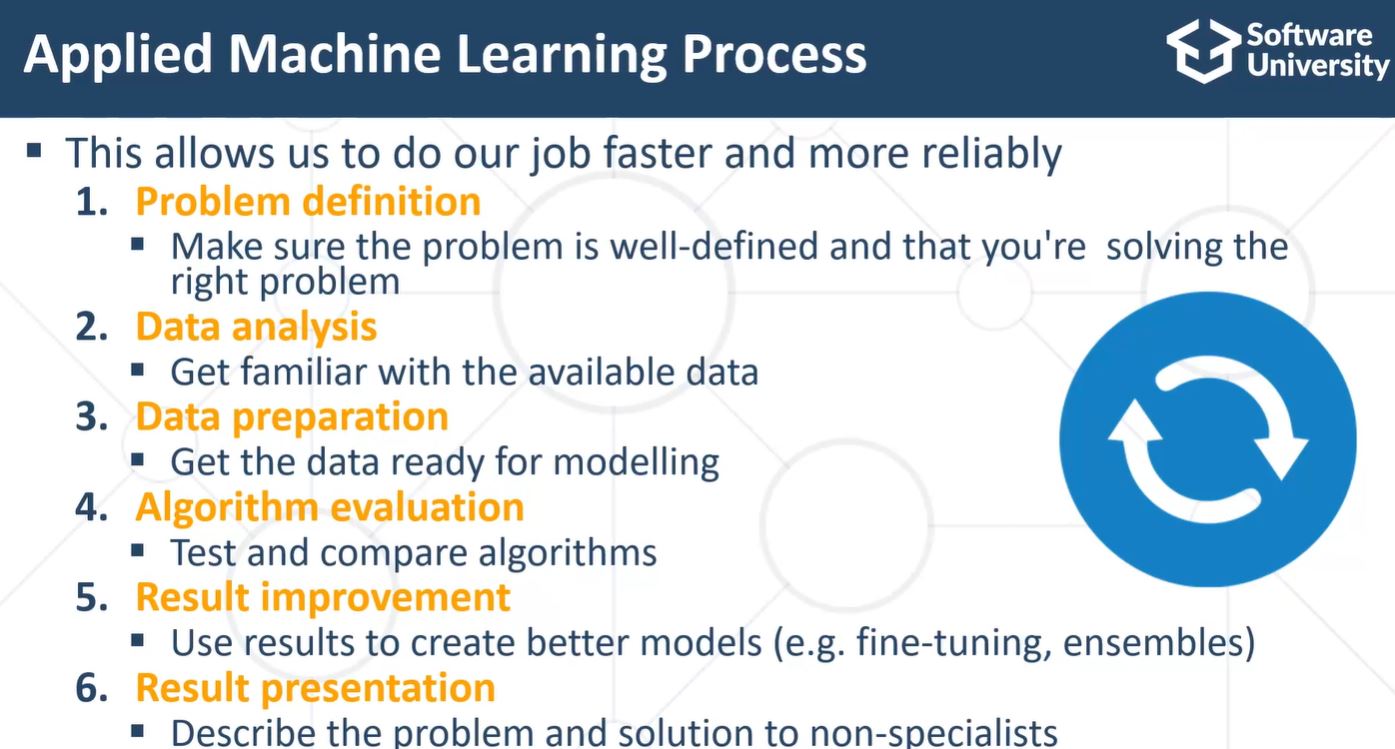 Applied Machine Learning Process
Software
University
▪ This allows us to do our job faster and more reliably
1. Problem definition
▪ Make sure the problem is well-defined and that you're  solving the
right problem
2. Data analysis
▪ Get familiar with the available data
3. Data preparation
▪ Get the data ready for modelling
4. Algorithm evaluation
▪ Test and compare algorithms
5. Result improvement
▪ Use results to create better models (e.g. fine-tuning, ensembles)
6. Result presentation
▪ Describe the problem and solution to non-specialists